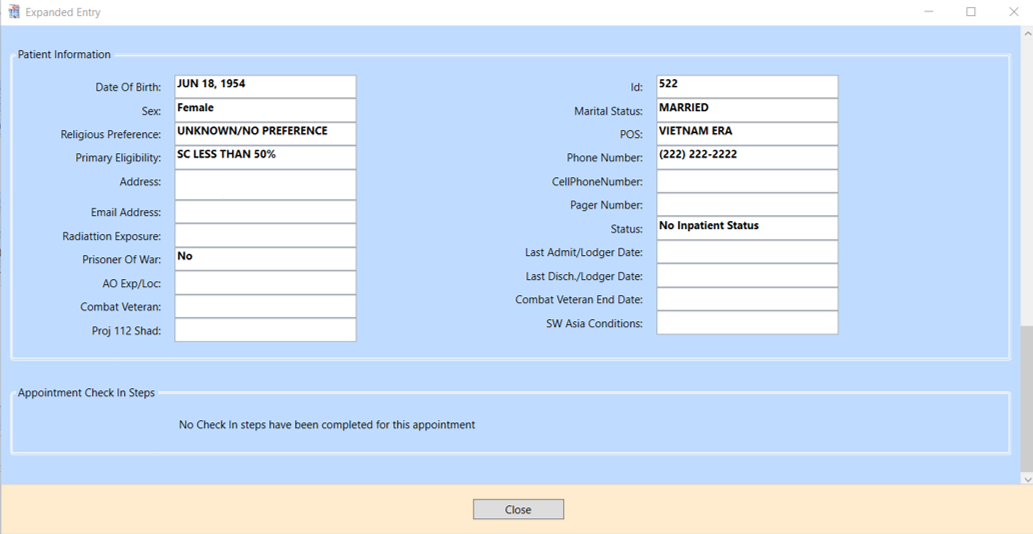 Expanded Entry
Patient Information
Date Of Birth: JUN 18, 1954
Sex: Female
Religious Preference: UNKNOWN/NO PREFERENCE
Primary Eligibility: SC LESS THAN 50%
Address:
Email Address:
Radiattion Exposure:
Prisoner Of War: No
AO Exp/Loc:
Combat Veteran:
Proj 112 Shad:
Id: 522
Marital Status: MARRIED
POS: VIETNAM ERA
Phone Number: (222) 222-2222
CellPhoneNumber:
Pager Number:
Status: No Inpatient Status
Last Admit/Lodger Date:
Last Disch./Lodger Date:
Combat Veteran End Date:
SW Asia Conditions:
Appointment Check In Steps
No Check In steps have been completed for this appointment
Close